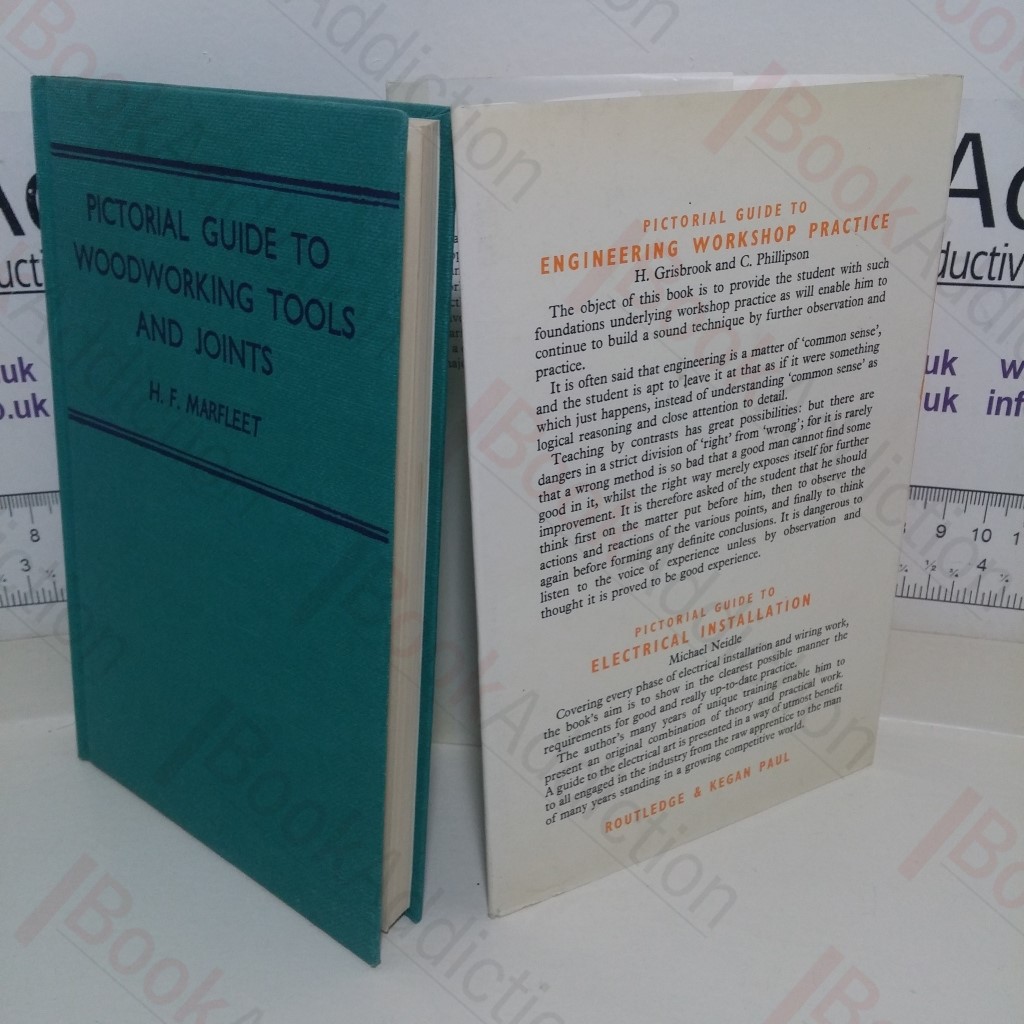 PICTORIAL GUIDE TO
WOODWORKING TOOLS
AND JOINTS
H. F. MARFLEET
PICTORIAL GUIDE TO
ENGINEERING WORKSHOP PRACTICE
H. Grisbrook and C. Phillipson
The object of this book is to provide the student with such
foundations underlying workshop practice as will enable him to
continue to build a sound technique by further observation and
practice.
It is often said that engineering is a matter of 'common sense',
and the student is apt to leave it at that as if it were something
which just happens, instead of understanding 'common sense' as
logical reasoning and close attention to detail.
Teaching by contrasts has great possibilities: but there are
dangers in a strict division of 'right' from 'wrong'; for it is rarely
that a wrong method is so bad that a good man cannot find some
good in it, whilst the right way merely exposes itself for further
improvement. It is therefore asked of the student that he should
think first on the matter put before him, then to observe the
actions and reactions of the various points, and finally to think
again before forming any definite conclusions. It is dangerous to
listen to the voice of experience unless by observation and
thought it is proved to be good experience.
PICTORIAL GUIDE TO
ELECTRICAL INSTALLATION
Michael Neidle
Covering every phase of electrical installation and wiring work,
the book's aim is to show in the clearest possible manner the
requirements for good and really up-to-date practice.
The author's many years of unique training enable him to
present an original combination of theory and practical work.
A guide to the electrical art is presented in a way of utmost benefit
to all engaged in the industry from the raw apprentice to the man
of many years standing in a growing competitive world.
ROUTLEDGE & KEGAN PAUL
Ad
ductiv
uk w
uk inf
uk
o.uk
8
3
9 10 1
4
BookAddiction